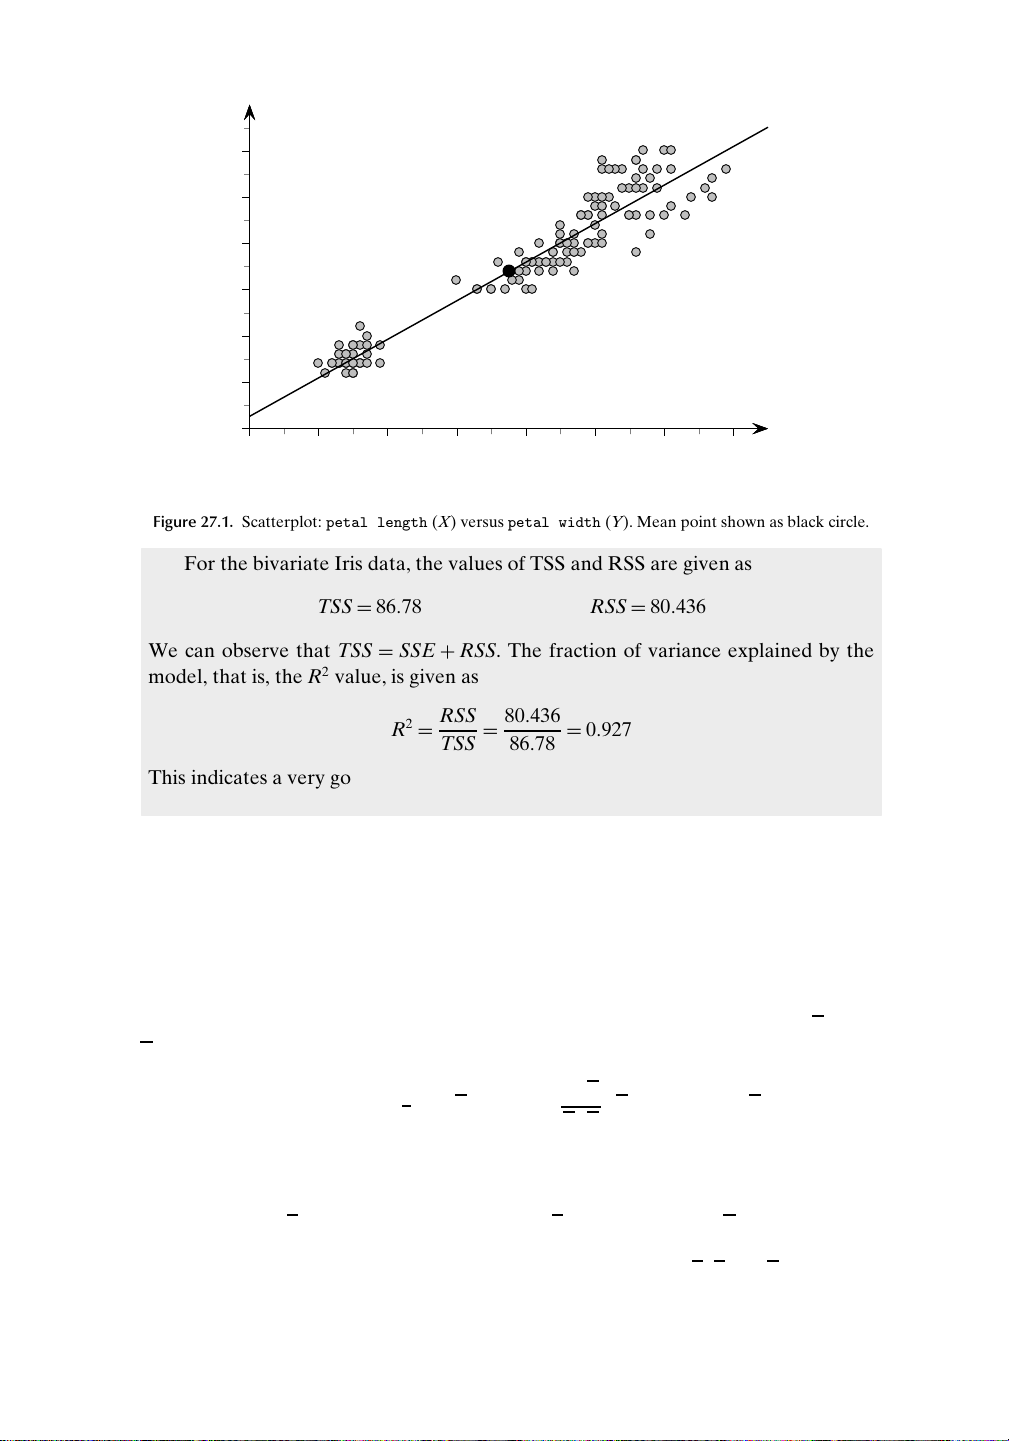 Figure 27.1. Scatterplot: petal length (X) versus petal width (Y). Mean point shown as black circle.
For the bivariate Iris data, the values of TSS and RSS are given as
TSS = 86.78 RSS = 80.436
We can observe that TSS = SSE + RSS. The fraction of variance explained by the
model, that is, the R² value, is given as
R² = RSS/TSS = 80.436/86.78 = 0.927
This indicates a very go